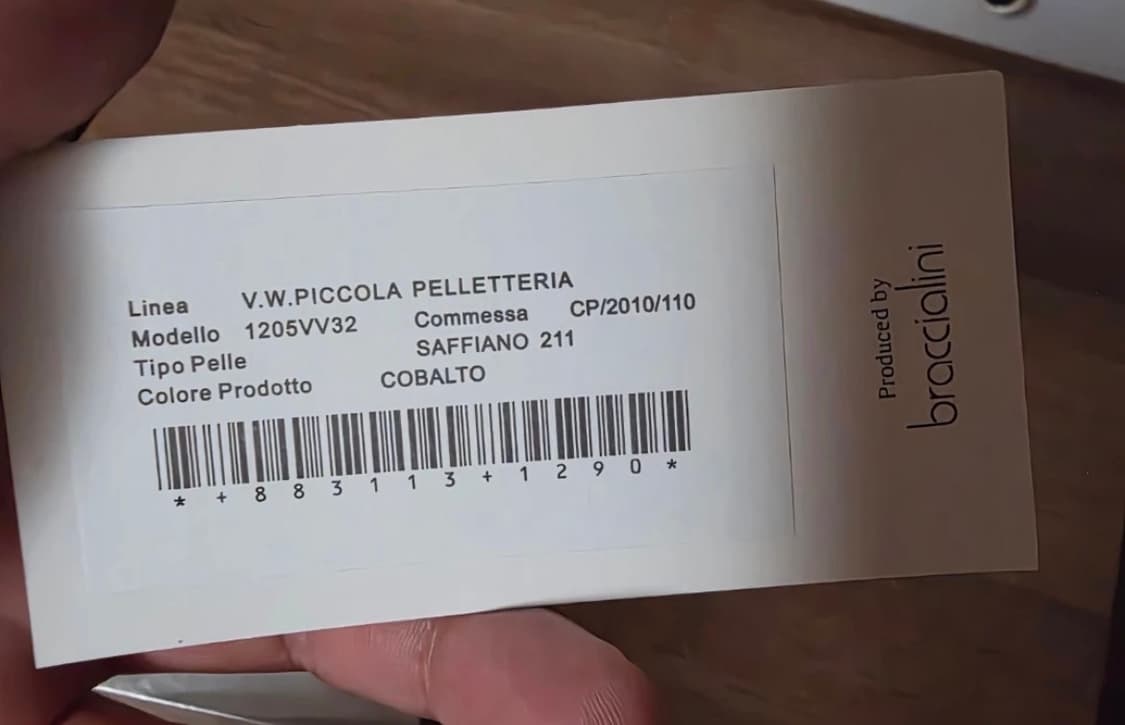 Linea V.W.PICCOLA PELLETTERIA
Modello 1205VV32 Commessa CP/2010/110
Tipo Pelle SAFFIANO 211
Colore Prodotto COBALTO
* + 8 8 3 1 1 3 + 1 2 9 0 *
Produced by
braccialini